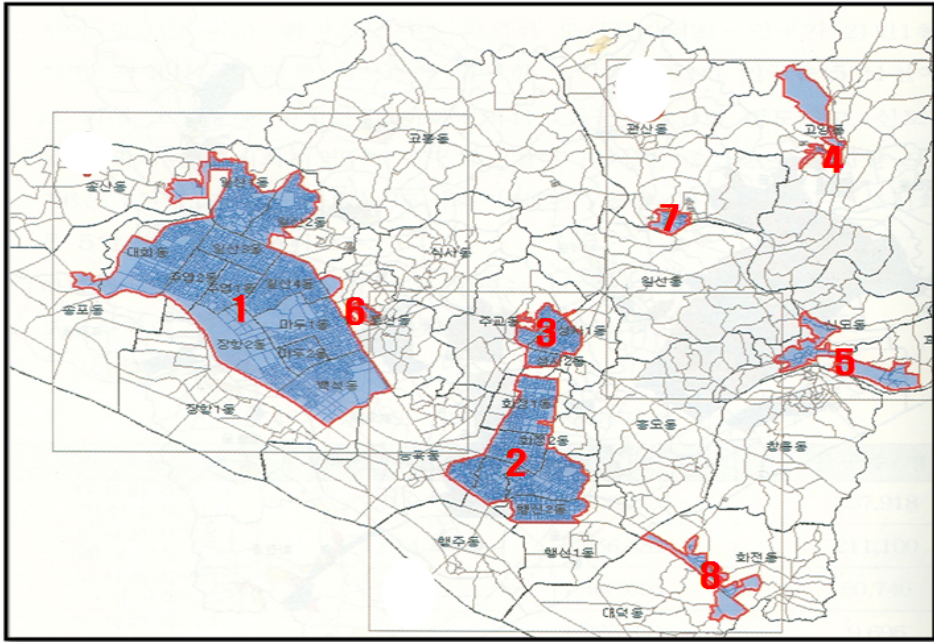 고봉동
관산동
고양동
4
송산동
일산1동
일산2동
7
대화동
일산3동
식사동
일신동
주엽2동
주엽1동
일산4동
송포동
1
6
마두1동
주교동
3
성사1동
신도동
장항2동
마두2동
성사2동
5
백석동
장항1동
화정1동
화정2동
흥도동
창릉동
능곡동
2
행신2동
행주동
행신1동
화전동
8
대덕동